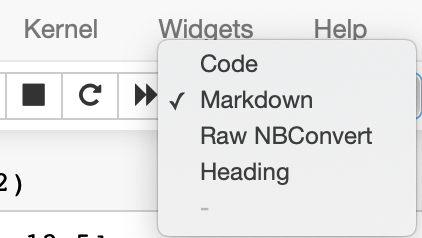 Kernel Widgets Help
Code
✓ Markdown
Raw NBConvert
Heading
-
2)